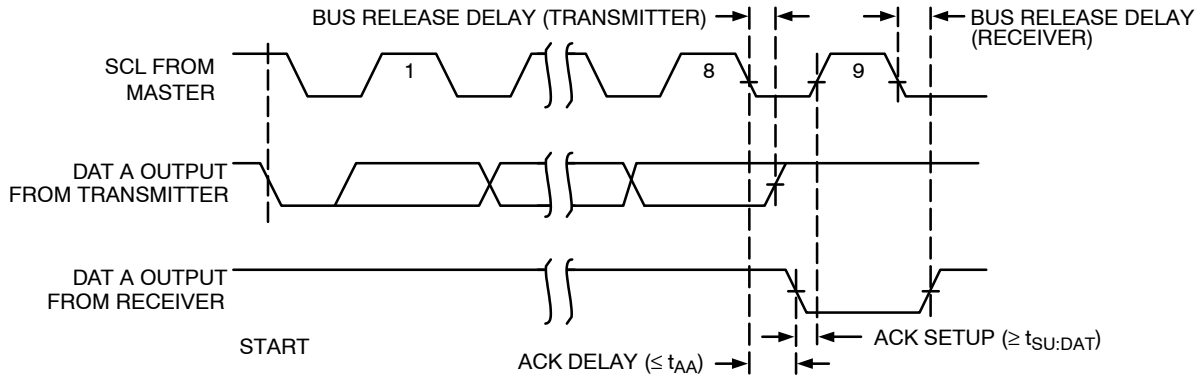 BUS RELEASE DELAY (TRANSMITTER)
BUS RELEASE DELAY
(RECEIVER)
SCL FROM
MASTER
1
8
9
DAT A OUTPUT
FROM TRANSMITTER
DAT A OUTPUT
FROM RECEIVER
START
ACK SETUP (≥ tSU:DAT)
ACK DELAY (≤ tAA)